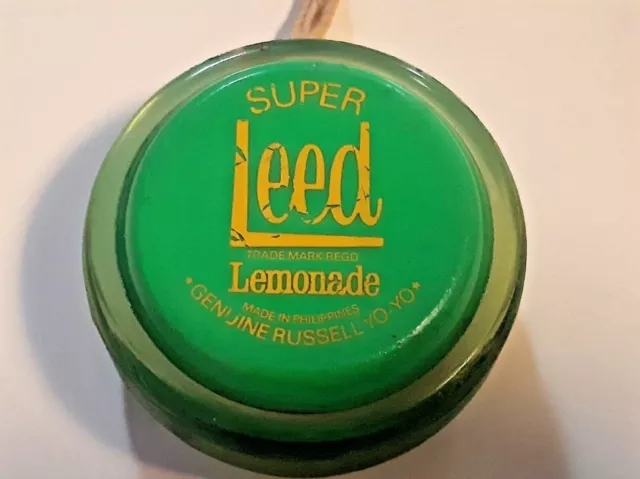 SUPER
Leed
TRADE MARK REGD
Lemonade
MADE IN PHILIPPINES
*GENUINE RUSSELL YO-YO*